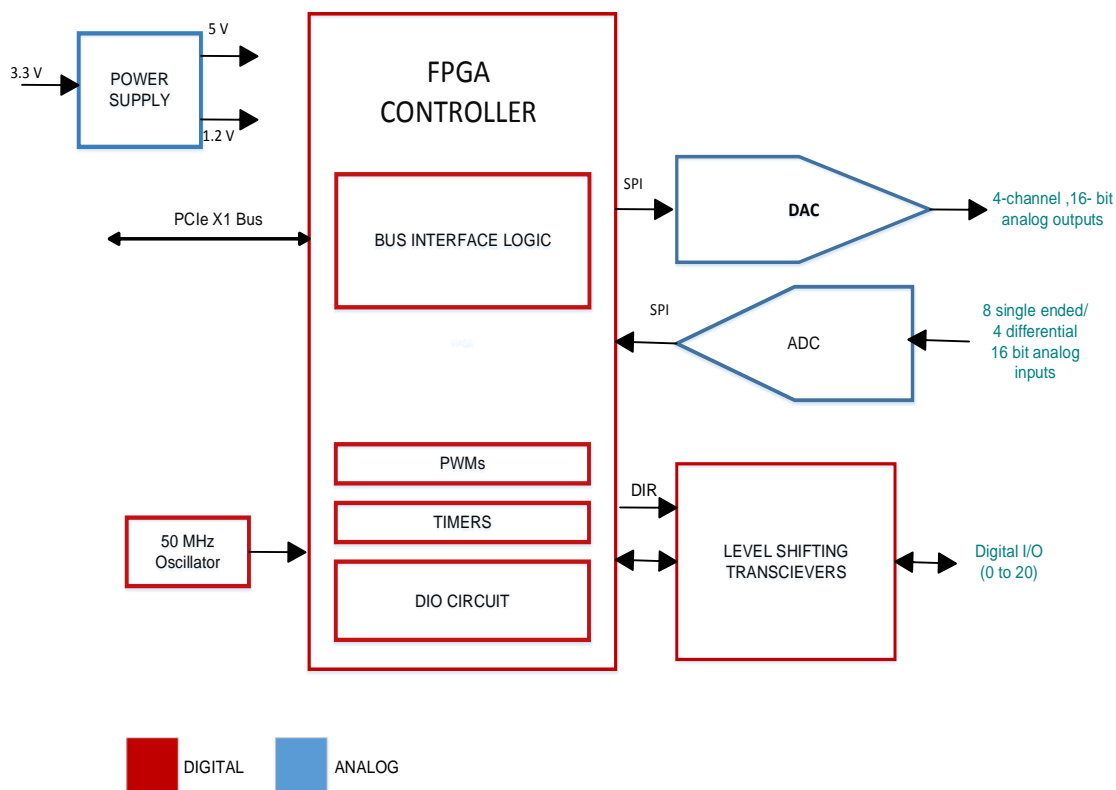 5 V
3.3 V
POWER
SUPPLY
1.2 V
FPGA
CONTROLLER
PCIe X1 Bus
BUS INTERFACE LOGIC
SPI
DAC
4-channel ,16- bit
analog outputs
SPI
ADC
8 single ended/
4 differential
16 bit analog
inputs
PWMs
TIMERS
DIO CIRCUIT
50 MHz
Oscillator
DIR
LEVEL SHIFTING
TRANSCIEVERS
Digital I/O
(0 to 20)
DIGITAL
ANALOG